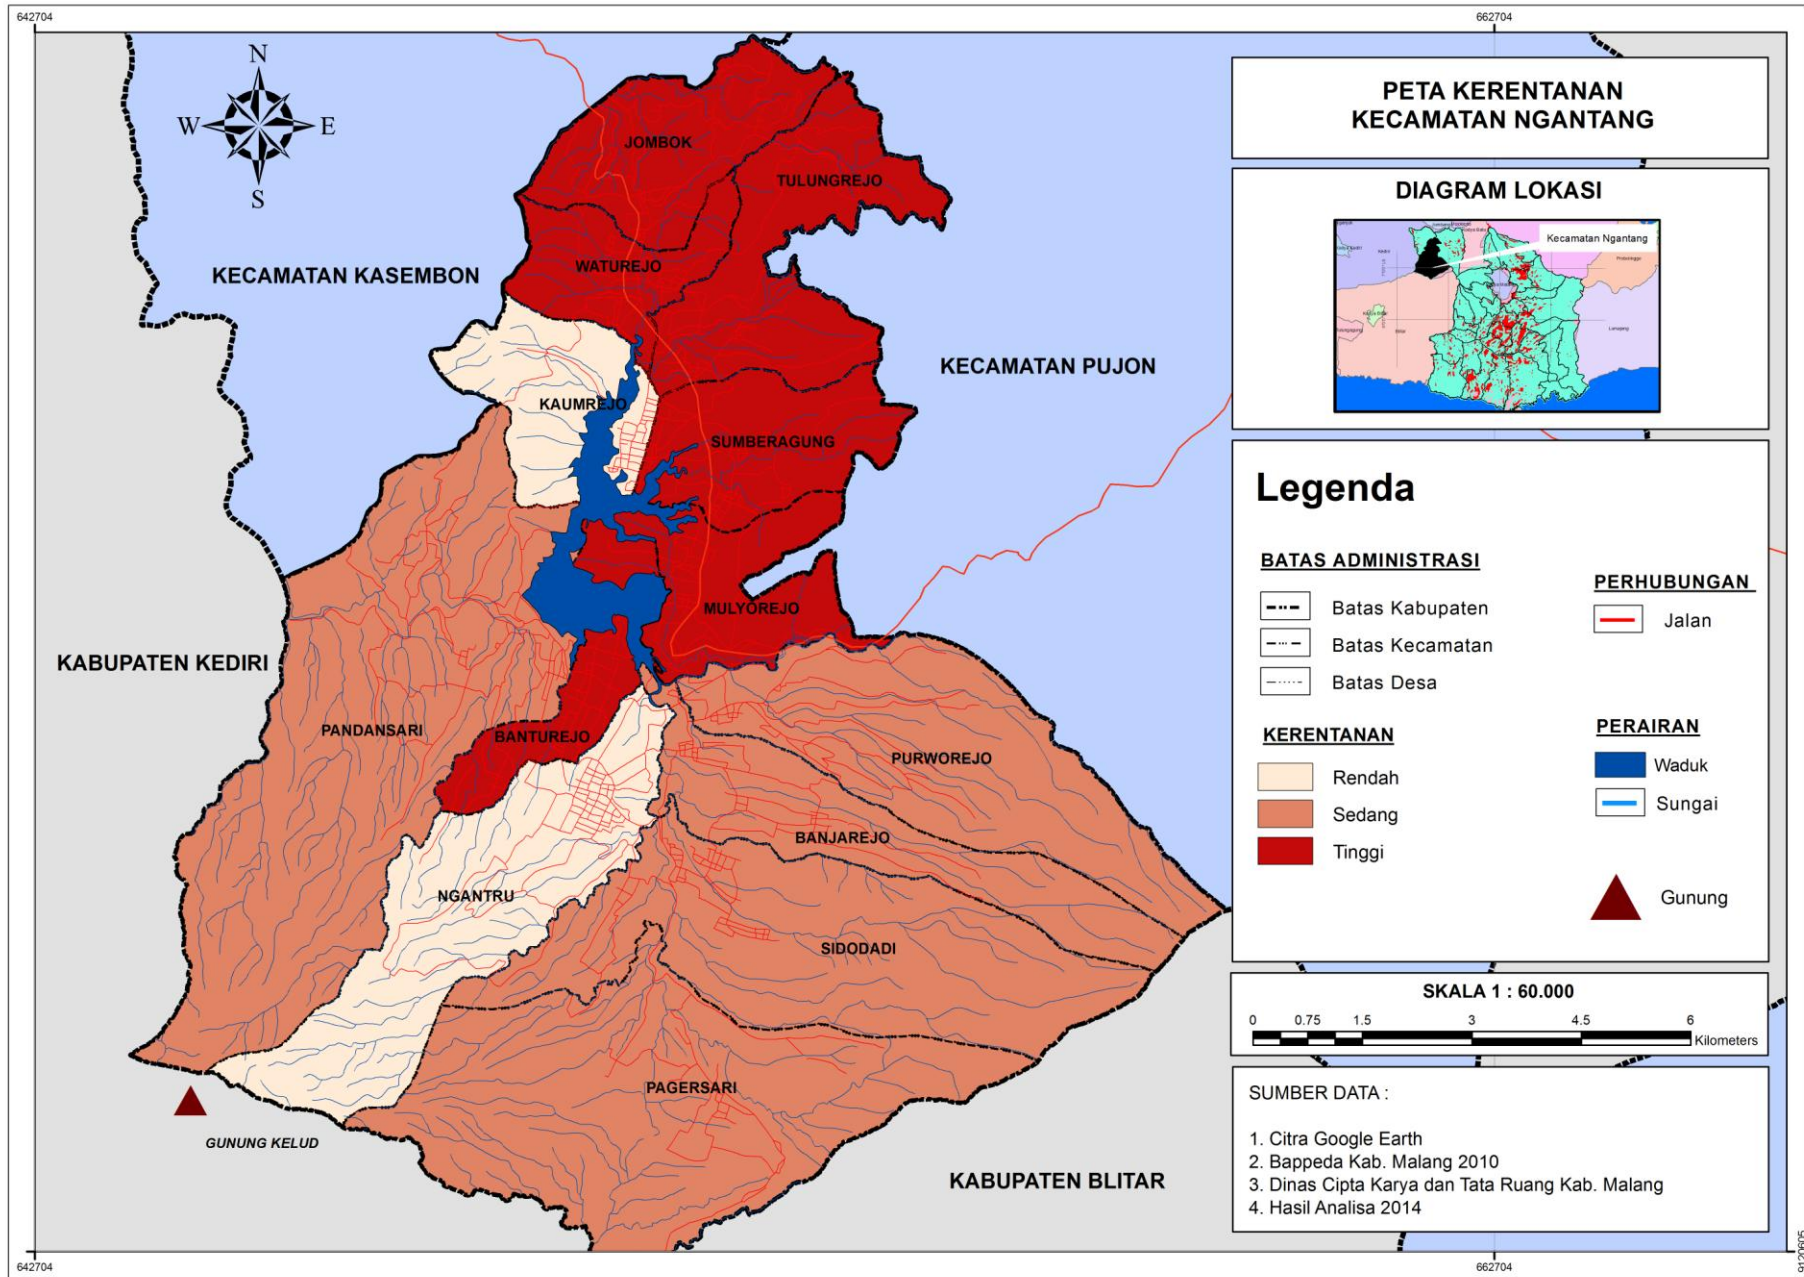 642704
662704
N
W
E
S
JOMBOK
TULUNGREJO
WATUREJO
KECAMATAN KASEMBON
KECAMATAN PUJON
KAUMREJO
SUMBERAGUNG
MULYOREJO
KABUPATEN KEDIRI
PANDANSARI
BANTUREJO
PURWOREJO
BANJAREJO
NGANTRU
SIDODADI
PAGERSARI
GUNUNG KELUD
KABUPATEN BLITAR
PETA KERENTANAN
KECAMATAN NGANTANG
DIAGRAM LOKASI
Kecamatan Ngantang
Legenda
BATAS ADMINISTRASI
Batas Kabupaten
Batas Kecamatan
Batas Desa
KERENTANAN
Rendah
Sedang
Tinggi
PERHUBUNGAN
Jalan
PERAIRAN
Waduk
Sungai
Gunung
SKALA 1 : 60.000
0 0.75 1.5 3 4.5 6
Kilometers
SUMBER DATA :
1. Citra Google Earth
2. Bappeda Kab. Malang 2010
3. Dinas Cipta Karya dan Tata Ruang Kab. Malang
4. Hasil Analisa 2014
642704
662704
9120605